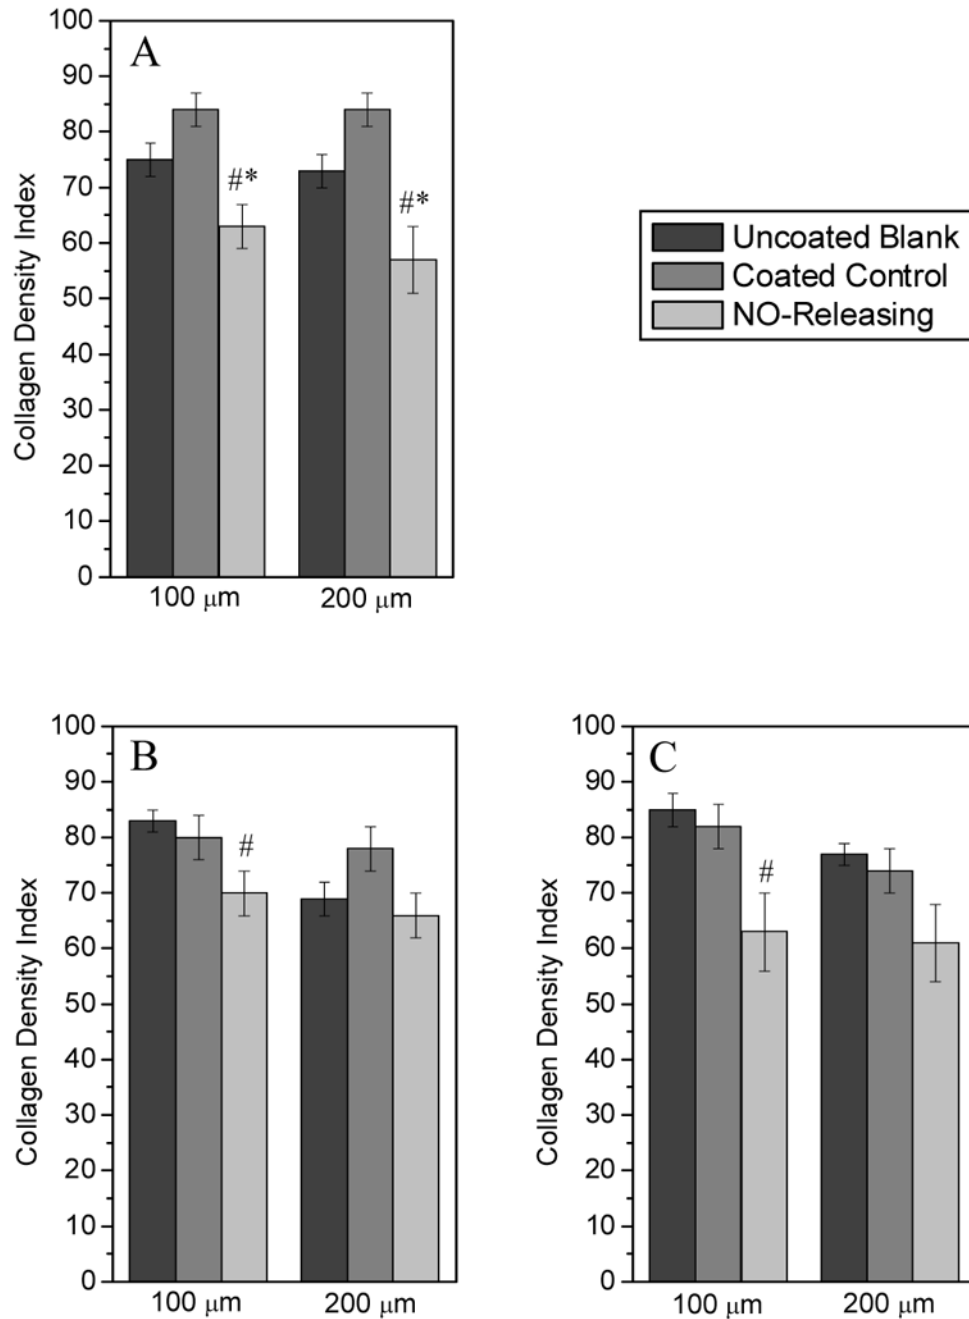 A
100
90
80
70
60
50
40
30
20
10
0
Collagen Density Index
#*
#*
100 μm
200 μm
Uncoated Blank
Coated Control
NO-Releasing
B
100
90
80
70
60
50
40
30
20
10
0
Collagen Density Index
#
100 μm
200 μm
C
100
90
80
70
60
50
40
30
20
10
0
Collagen Density Index
#
100 μm
200 μm